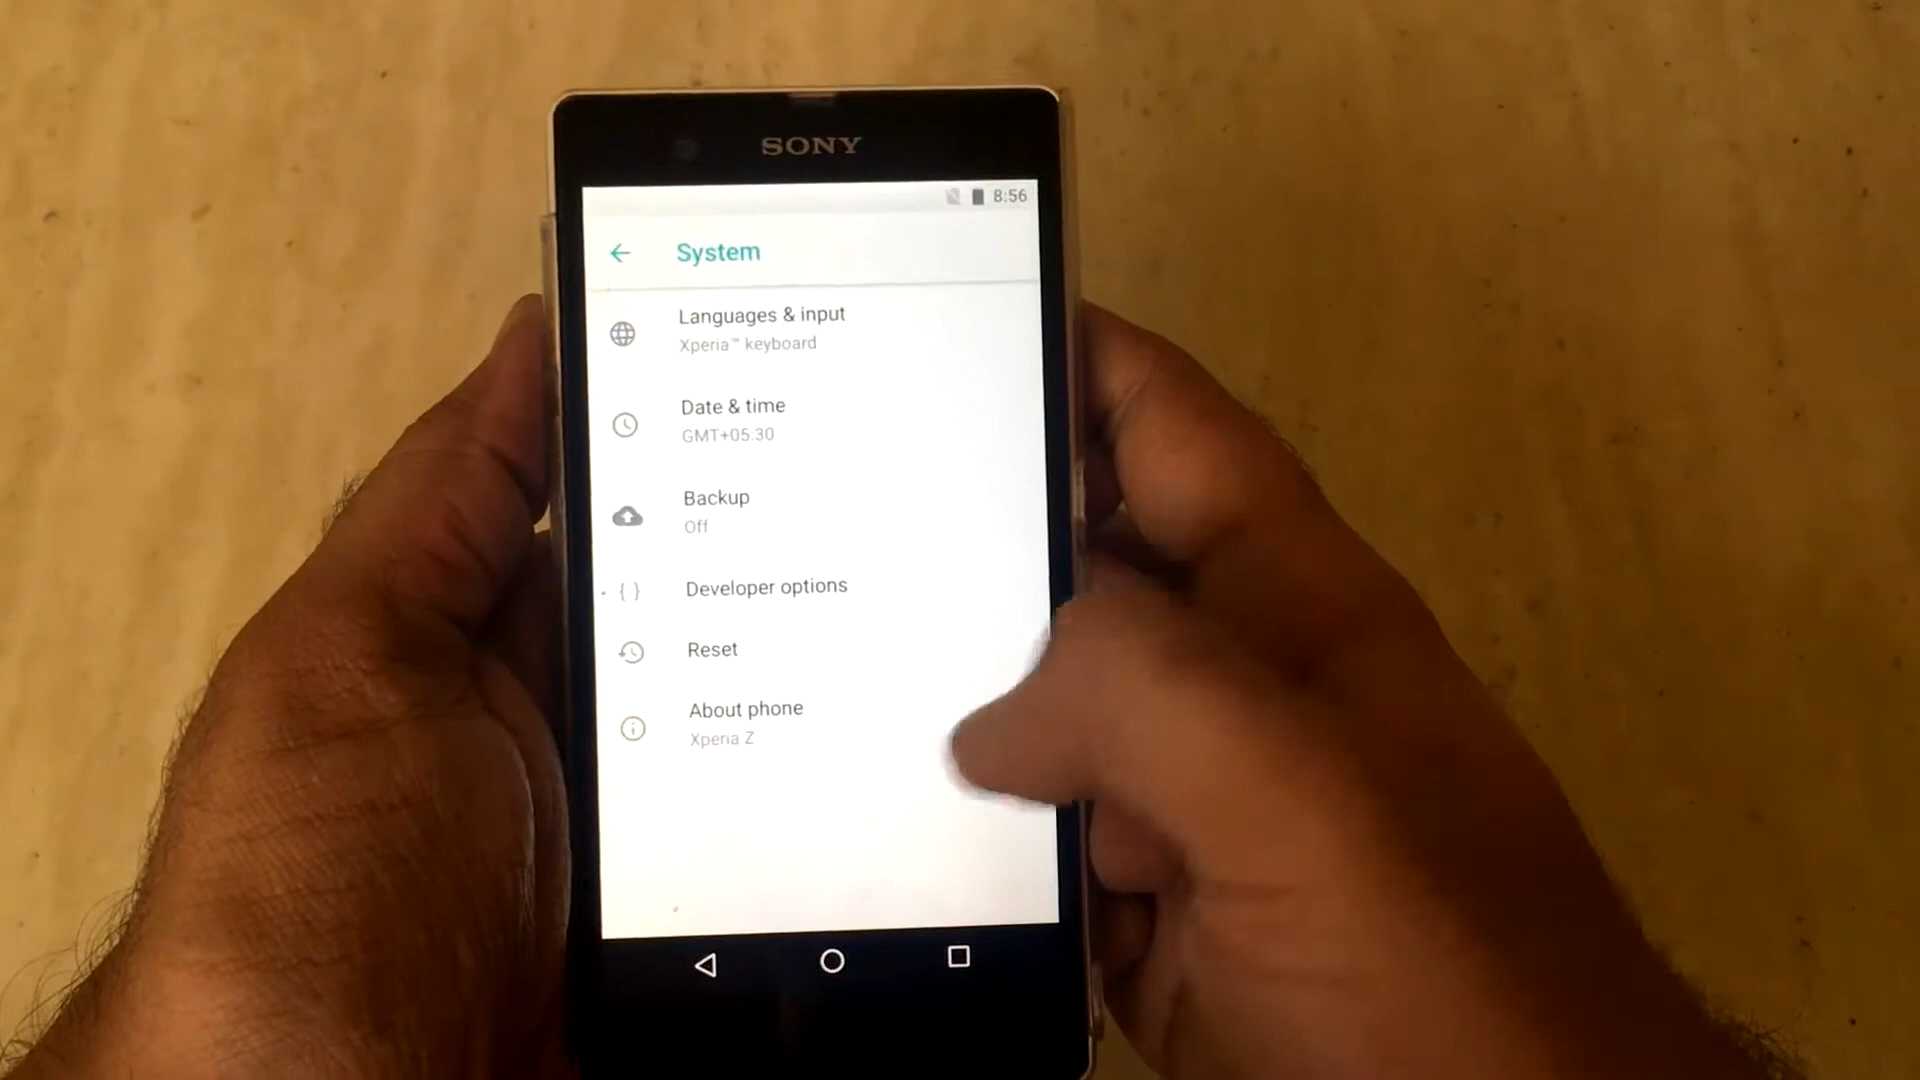 SONY
8:56
System
Languages & input
Xperia™ keyboard
Date & time
GMT+05:30
Backup
Off
{ } Developer options
Reset
About phone
Xperia Z